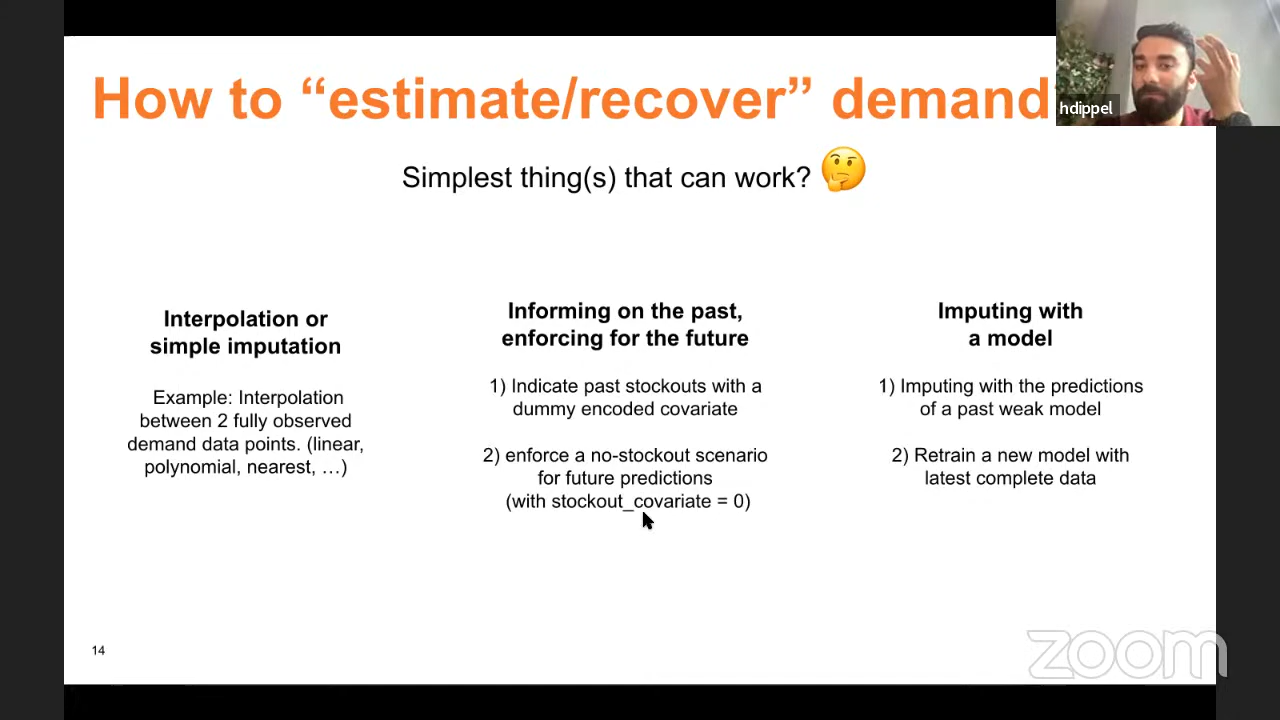 How to “estimate/recover” demand
hdippel
Simplest thing(s) that can work? 🤔
Interpolation or
simple imputation
Example: Interpolation
between 2 fully observed
demand data points. (linear,
polynomial, nearest, …)
Informing on the past,
enforcing for the future
1) Indicate past stockouts with a
dummy encoded covariate
2) enforce a no-stockout scenario
for future predictions
(with stockout_covariate = 0)
Imputing with
a model
1) Imputing with the predictions
of a past weak model
2) Retrain a new model with
latest complete data
14
zoom